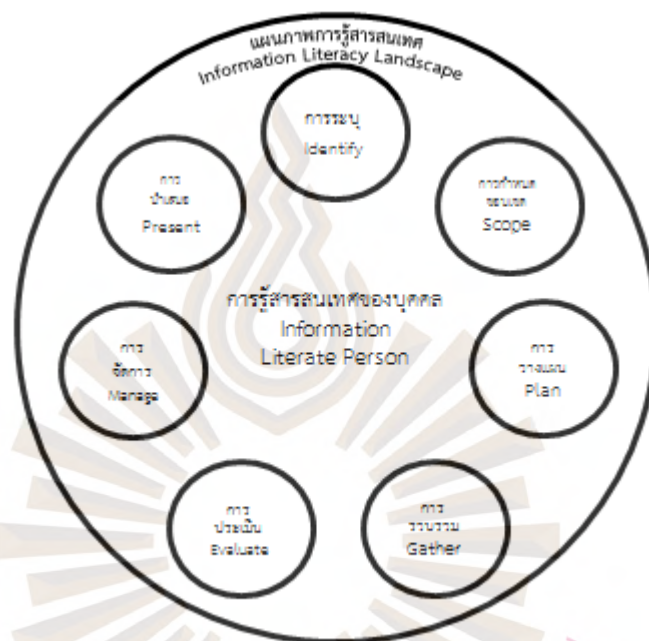 แผนภาพการรู้สารสนเทศ
Information Literacy Landscape
การระบุ
Identify
การกำหนด
ขอบเขต
Scope
การ
วางแผน
Plan
การ
รวบรวม
Gather
การ
ประเมิน
Evaluate
การ
จัดการ
Manage
การ
นำเสนอ
Present
การรู้สารสนเทศของบุคคล
Information
Literate Person